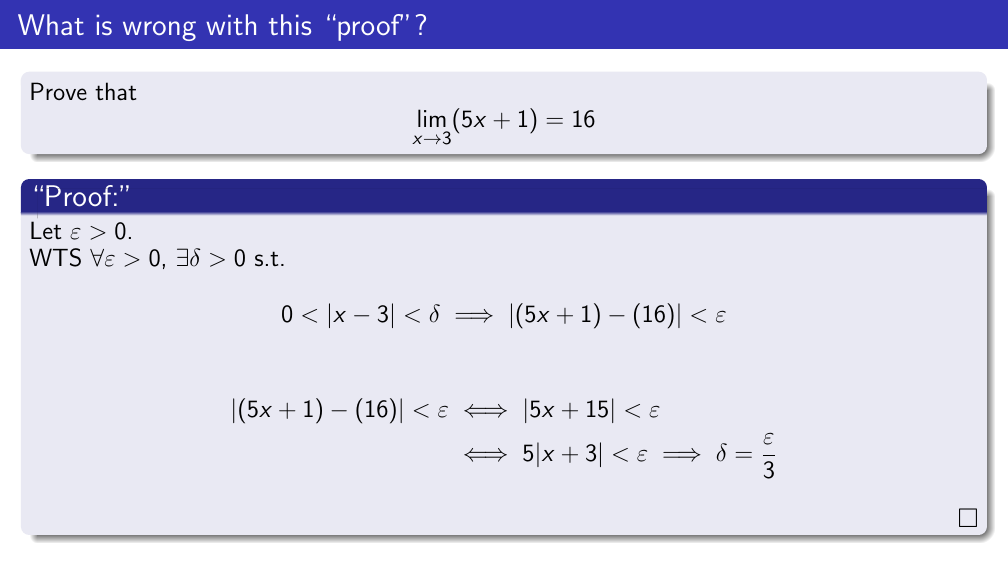 What is wrong with this “proof”?
Prove that
lim (5x + 1) = 16
x→3
“Proof:”
Let ε > 0.
WTS ∀ε > 0, ∃δ > 0 s.t.
0 < |x − 3| < δ ⟹ |(5x + 1) − (16)| < ε
|(5x + 1) − (16)| < ε ⟺ |5x + 15| < ε
⟺ 5|x + 3| < ε ⟹ δ = ε/3
□